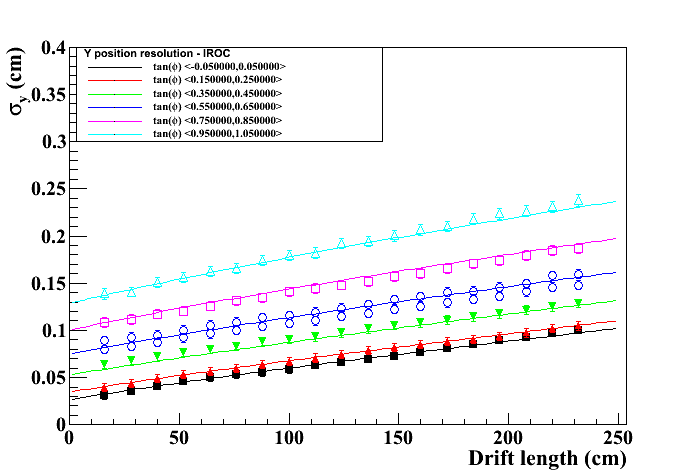 σy (cm)
0.4
0.35
0.3
0.25
0.2
0.15
0.1
0.05
0
Y position resolution - IROC
tan(ϕ) <-0.050000,0.050000>
tan(ϕ) <0.150000,0.250000>
tan(ϕ) <0.350000,0.450000>
tan(ϕ) <0.550000,0.650000>
tan(ϕ) <0.750000,0.850000>
tan(ϕ) <0.950000,1.050000>
0 50 100 150 200 250
Drift length (cm)